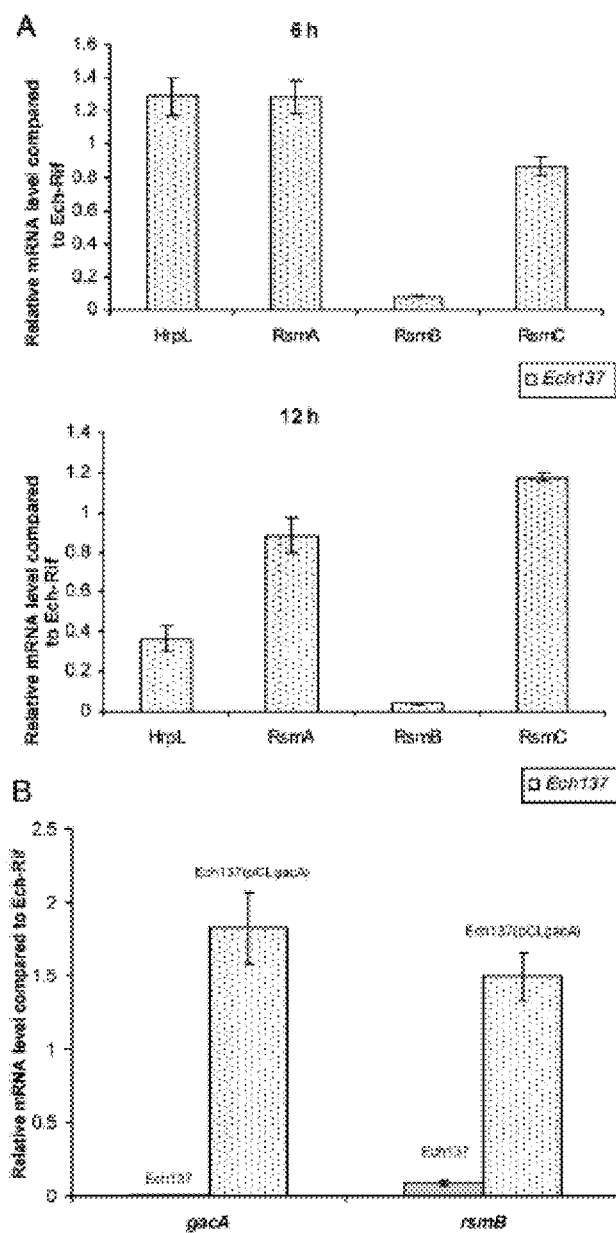 A
6 h
Relative mRNA level compared
to Ech-Rif
1.6
1.4
1.2
1
0.8
0.6
0.4
0.2
0
HrpL RsmA RsmB RsmC
Ech137
12 h
Relative mRNA level compared
to Ech-Rif
1.4
1.2
1
0.8
0.6
0.4
0.2
0
HrpL RsmA RsmB RsmC
Ech137
B
Relative mRNA level compared to Ech-Rif
2.5
2
1.5
1
0.5
0
Ech137(pCLgacA)
Ech137(pCLgacA)
Ech137
Ech137
gacA rsmB